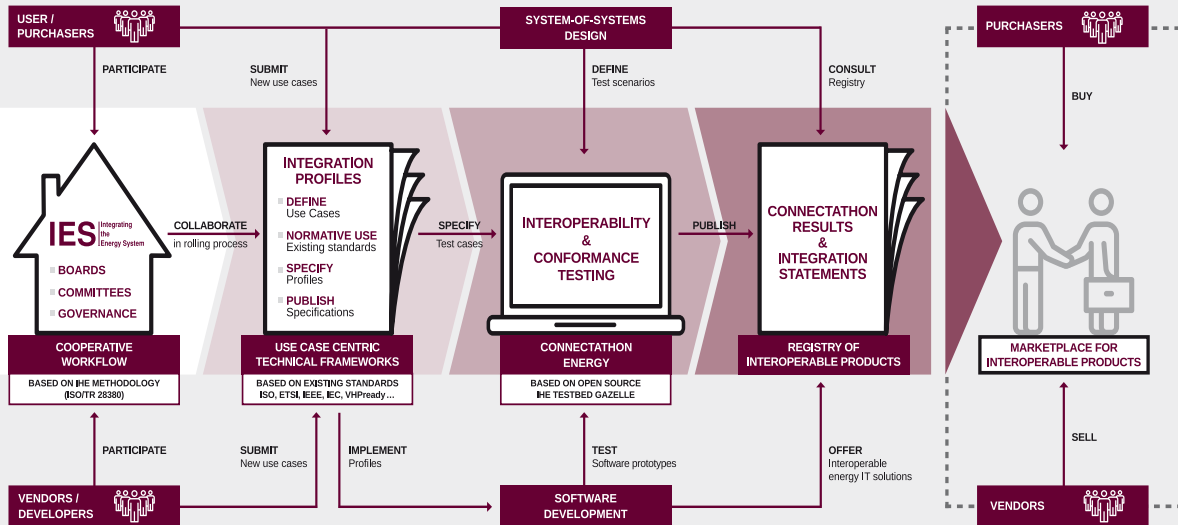 USER /
PURCHASERS
SYSTEM-OF-SYSTEMS
DESIGN
PURCHASERS
PARTICIPATE
SUBMIT
New use cases
DEFINE
Test scenarios
CONSULT
Registry
BUY
IES
Integrating
the
Energy System
BOARDS
COMMITTEES
GOVERNANCE
COLLABORATE
in rolling process
INTEGRATION
PROFILES
DEFINE
Use Cases
NORMATIVE USE
Existing standards
SPECIFY
Profiles
PUBLISH
Specifications
SPECIFY
Test cases
INTEROPERABILITY
&
CONFORMANCE
TESTING
PUBLISH
CONNECTATHON
RESULTS
&
INTEGRATION
STATEMENTS
COOPERATIVE
WORKFLOW
BASED ON IHE METHODOLOGY
(ISO/TR 28380)
USE CASE CENTRIC
TECHNICAL FRAMEWORKS
BASED ON EXISTING STANDARDS
ISO, ETSI, IEEE, IEC, VHPready...
CONNECTATHON
ENERGY
BASED ON OPEN SOURCE
IHE TESTBED GAZELLE
REGISTRY OF
INTEROPERABLE PRODUCTS
MARKETPLACE FOR
INTEROPERABLE PRODUCTS
PARTICIPATE
SUBMIT
New use cases
IMPLEMENT
Profiles
TEST
Software prototypes
OFFER
Interoperable
energy IT solutions
SELL
VENDORS /
DEVELOPERS
SOFTWARE
DEVELOPMENT
VENDORS